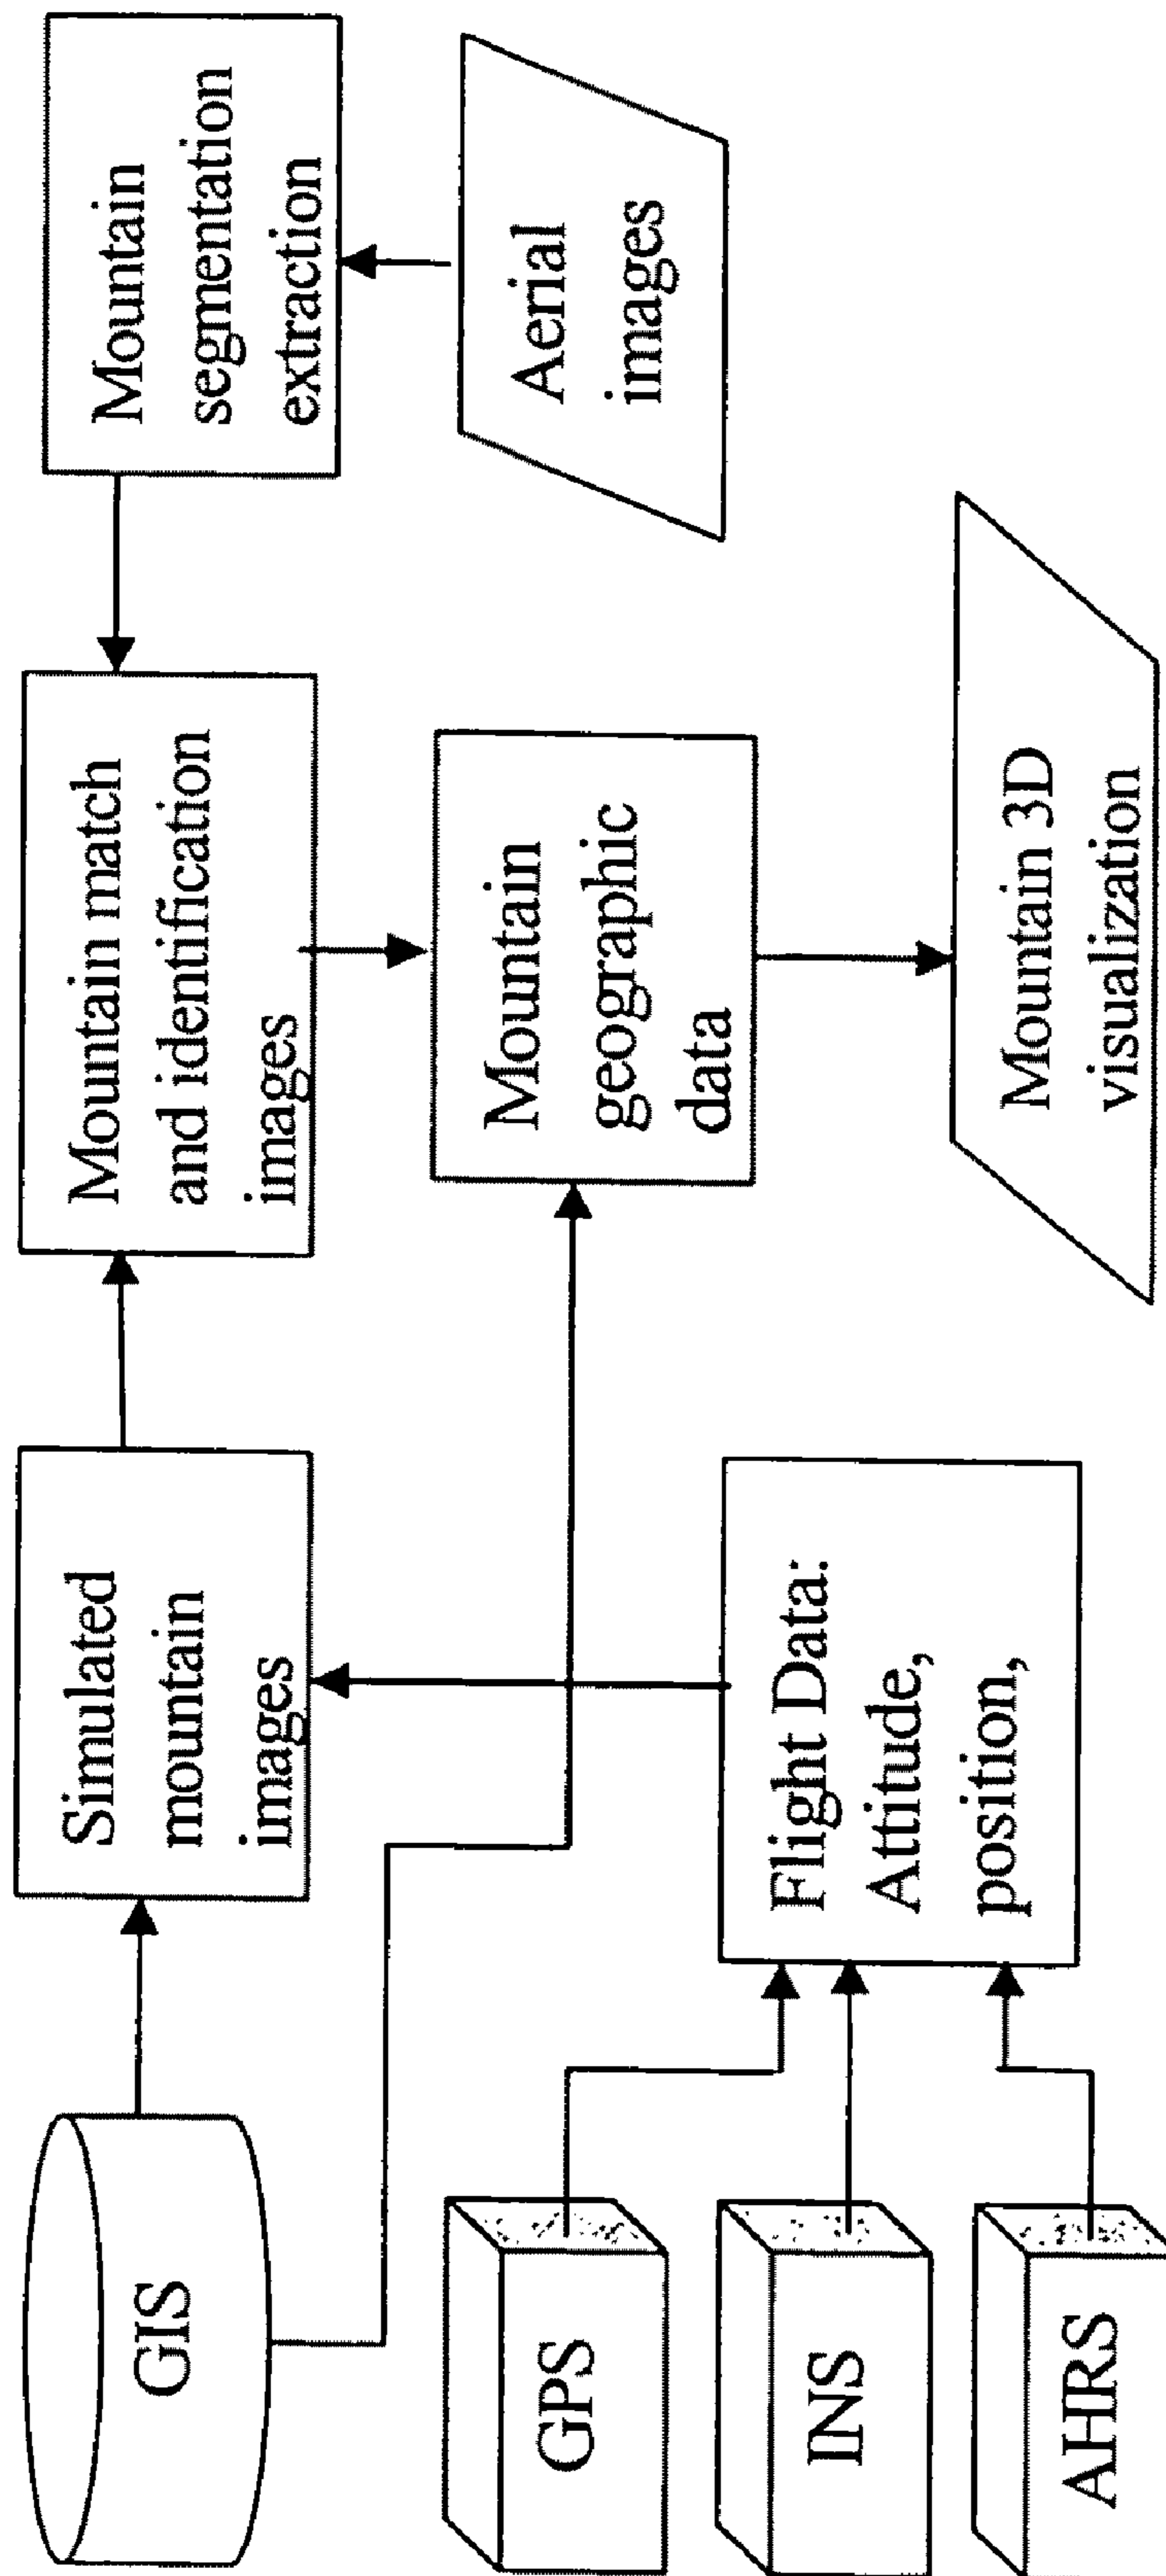 GIS
Simulated
mountain
images
Mountain match
and identification
images
Mountain
segmentation
extraction
GPS
INS
AHRS
Flight Data:
Attitude,
position,
Mountain
geographic
data
Aerial
images
Mountain 3D
visualization